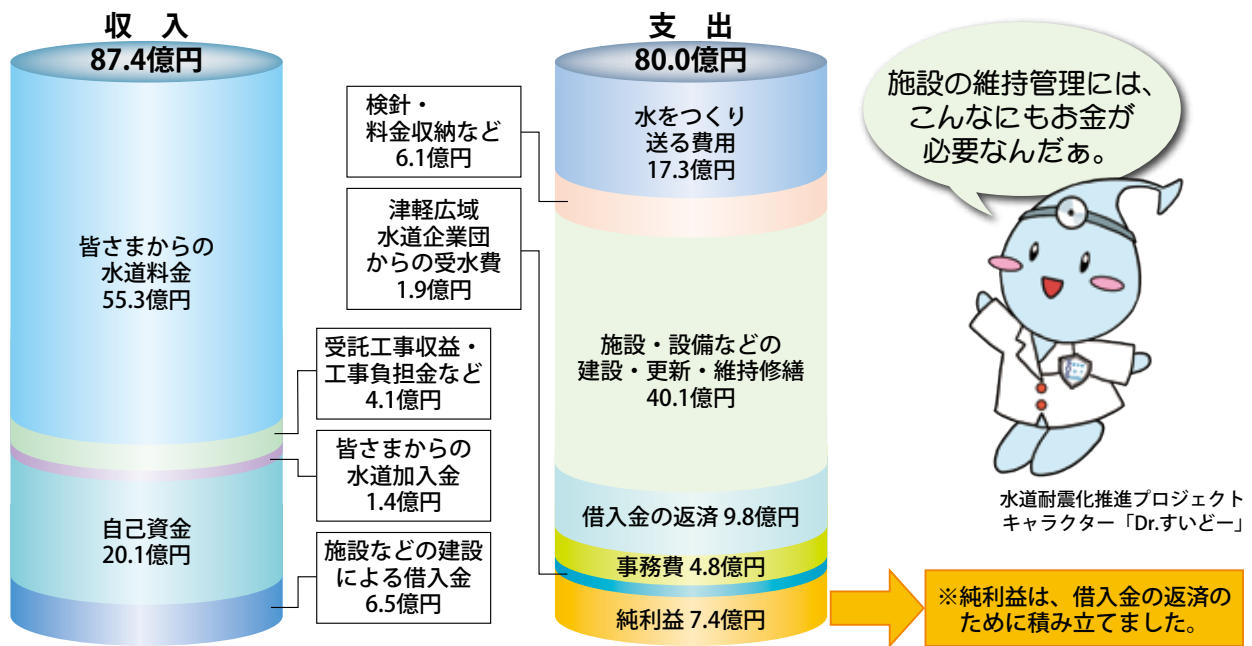 収　入
87.4億円
皆さまからの
水道料金
55.3億円
受託工事収益・
工事負担金など
4.1億円
皆さまからの
水道加入金
1.4億円
自己資金
20.1億円
施設などの建設
による借入金
6.5億円
支　出
80.0億円
水をつくり
送る費用
17.3億円
検針・
料金収納など
6.1億円
施設・設備などの
建設・更新・維持修繕
40.1億円
借入金の返済 9.8億円
事務費 4.8億円
津軽広域
水道企業団
からの受水費
1.9億円
純利益 7.4億円
※純利益は、借入金の返済の
ために積み立てました。
施設の維持管理には、
こんなにもお金が
必要なんだぁ。
水道耐震化推進プロジェクト
キャラクター「Dr.すいどー」